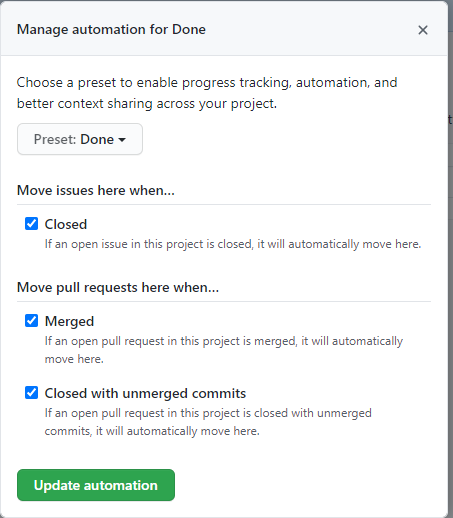 Manage automation for Done
Choose a preset to enable progress tracking, automation, and
better context sharing across your project.
Preset: Done
Move issues here when...
Closed
If an open issue in this project is closed, it will automatically move here.
Move pull requests here when...
Merged
If an open pull request in this project is merged, it will automatically
move here.
Closed with unmerged commits
If an open pull request in this project is closed with unmerged
commits, it will automatically move here.
Update automation